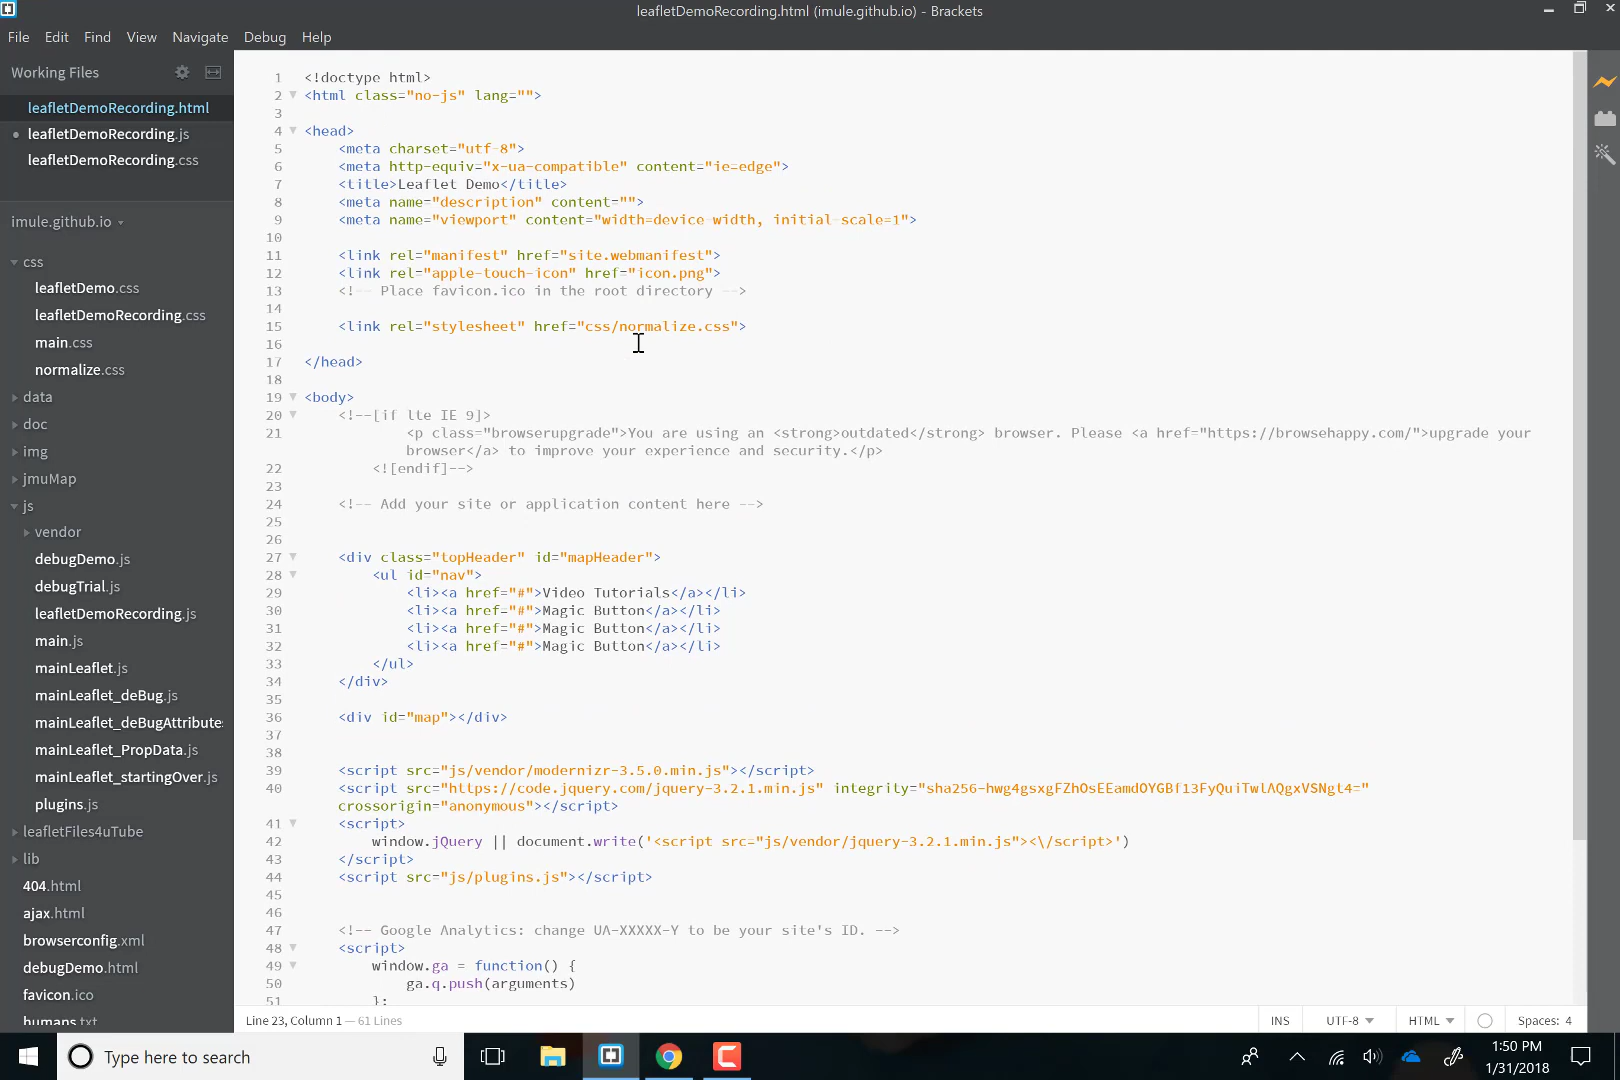 leafletDemoRecording.html (imule.github.io) - Brackets
File Edit Find View Navigate Debug Help
Working Files
leafletDemoRecording.html
leafletDemoRecording.js
leafletDemoRecording.css
imule.github.io
css
leafletDemo.css
leafletDemoRecording.css
main.css
normalize.css
data
doc
img
jmuMap
js
vendor
debugDemo.js
debugTrial.js
leafletDemoRecording.js
main.js
mainLeaflet.js
mainLeaflet_deBug.js
mainLeaflet_deBugAttribute
mainLeaflet_PropData.js
mainLeaflet_startingOver.js
plugins.js
leafletFiles4uTube
lib
404.html
ajax.html
browserconfig.xml
debugDemo.html
favicon.ico
humans.txt
1 <!doctype html>
2 <html class="no-js" lang="">
3
4 <head>
5 <meta charset="utf-8">
6 <meta http-equiv="x-ua-compatible" content="ie=edge">
7 <title>Leaflet Demo</title>
8 <meta name="description" content="">
9 <meta name="viewport" content="width=device-width, initial-scale=1">
10
11 <link rel="manifest" href="site.webmanifest">
12 <link rel="apple-touch-icon" href="icon.png">
13 <!-- Place favicon.ico in the root directory -->
14
15 <link rel="stylesheet" href="css/normalize.css">
16
17 </head>
18
19 <body>
20 <!--[if lte IE 9]>
21 <p class="browserupgrade">You are using an <strong>outdated</strong> browser. Please <a href="https://browsehappy.com/">upgrade your
browser</a> to improve your experience and security.</p>
22 <![endif]-->
23
24 <!-- Add your site or application content here -->
25
26
27 <div class="topHeader" id="mapHeader">
28 <ul id="nav">
29 <li><a href="#">Video Tutorials</a></li>
30 <li><a href="#">Magic Button</a></li>
31 <li><a href="#">Magic Button</a></li>
32 <li><a href="#">Magic Button</a></li>
33 </ul>
34 </div>
35
36 <div id="map"></div>
37
38
39 <script src="js/vendor/modernizr-3.5.0.min.js"></script>
40 <script src="https://code.jquery.com/jquery-3.2.1.min.js" integrity="sha256-hwg4gsxgFZhOsEEamdOYGBf13FyQuiTwlAQgxVSNgt4="
crossorigin="anonymous"></script>
41 <script>
42 window.jQuery || document.write('<script src="js/vendor/jquery-3.2.1.min.js"><\/script>')
43 </script>
44 <script src="js/plugins.js"></script>
45
46
47 <!-- Google Analytics: change UA-XXXXX-Y to be your site's ID. -->
48 <script>
49 window.ga = function() {
50 ga.q.push(arguments)
51 };
Line 23, Column 1 — 61 Lines
INS UTF-8 HTML Spaces: 4
Type here to search
1:50 PM
1/31/2018